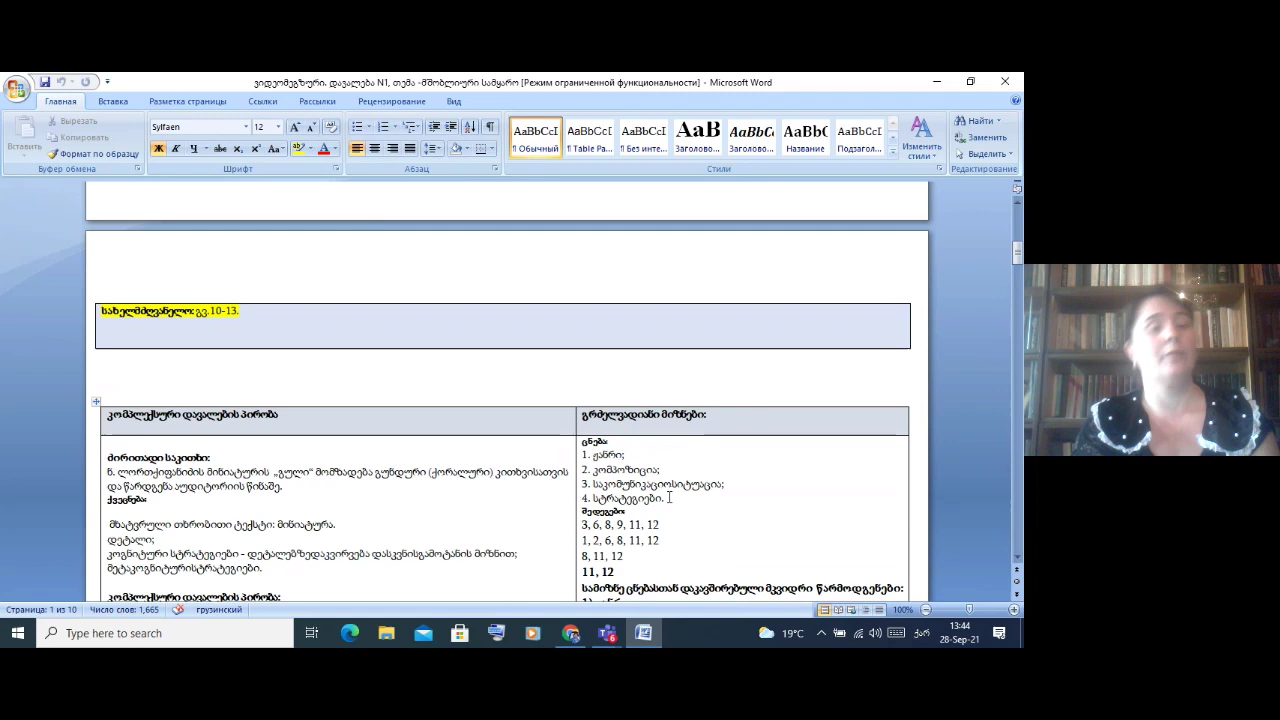 ვიდეომეგზური. დავალება N1, თემა -მშობლიური სამყარო [Режим ограниченной функциональности] - Microsoft Word
Главная Вставка Разметка страницы Ссылки Рассылки Рецензирование Вид
Вставить
Вырезать
Копировать
Формат по образцу
Буфер обмена
Sylfaen 12
Ж К Ч abc x₂ x² Aa
Шрифт
Абзац
AaBbCcI AaBbCcI AaBbCcI AaB AaBbCc AaBbC AaBbCcI
¶ Обычный ¶ Table Pa... ¶ Без инте... Заголово... Заголово... Название Подзагол...
Стили
Изменить стили
Найти
Заменить
Выделить
Редактирование
სახელმძღვანელო: გვ.10-13.
კომპლექსური დავალების პირობა
გრძელვადიანი მიზნები:
ძირითადი საკითხი:
ნ. ლორთქიფანიძის მინიატურის „გული“ მომზადება გუნდური (ქორალური) კითხვისათვის
და წარდგენა აუდიტორიის წინაშე.
ქვეცნება:
მხატვრული თხრობითი ტექსტი: მინიატურა.
დეტალი;
კოგნიტური სტრატეგიები - დეტალებზედაკვირვება დასკვნისგამოტანის მიზნით;
მეტაკოგნიტურისტრატეგიები.
კომპლექსური დავალების პირობა:
ცნება:
1. ჟანრი;
2. კომპოზიცია;
3. საკომუნიკაციოსიტუაცია;
4. სტრატეგიები.
შედეგები:
3, 6, 8, 9, 11, 12
1, 2, 6, 8, 11, 12
8, 11, 12
11, 12
სამიზნე ცნებასთან დაკავშირებული მკვიდრი წარმოდგენები:
Страница: 1 из 10 Число слов: 1,665 грузинский 100%
Type here to search
19°C
ქარ
13:44
28-Sep-21